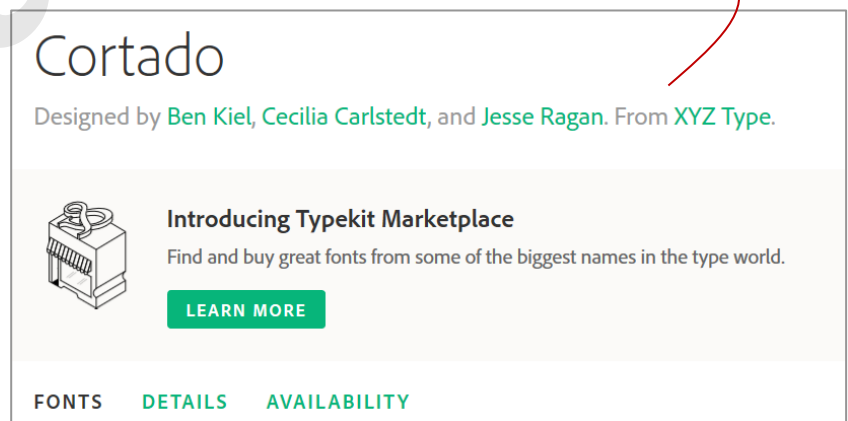 Cortado
Designed by Ben Kiel, Cecilia Carlstedt, and Jesse Ragan. From XYZ Type.
Introducing Typekit Marketplace
Find and buy great fonts from some of the biggest names in the type world.
LEARN MORE
FONTS DETAILS AVAILABILITY